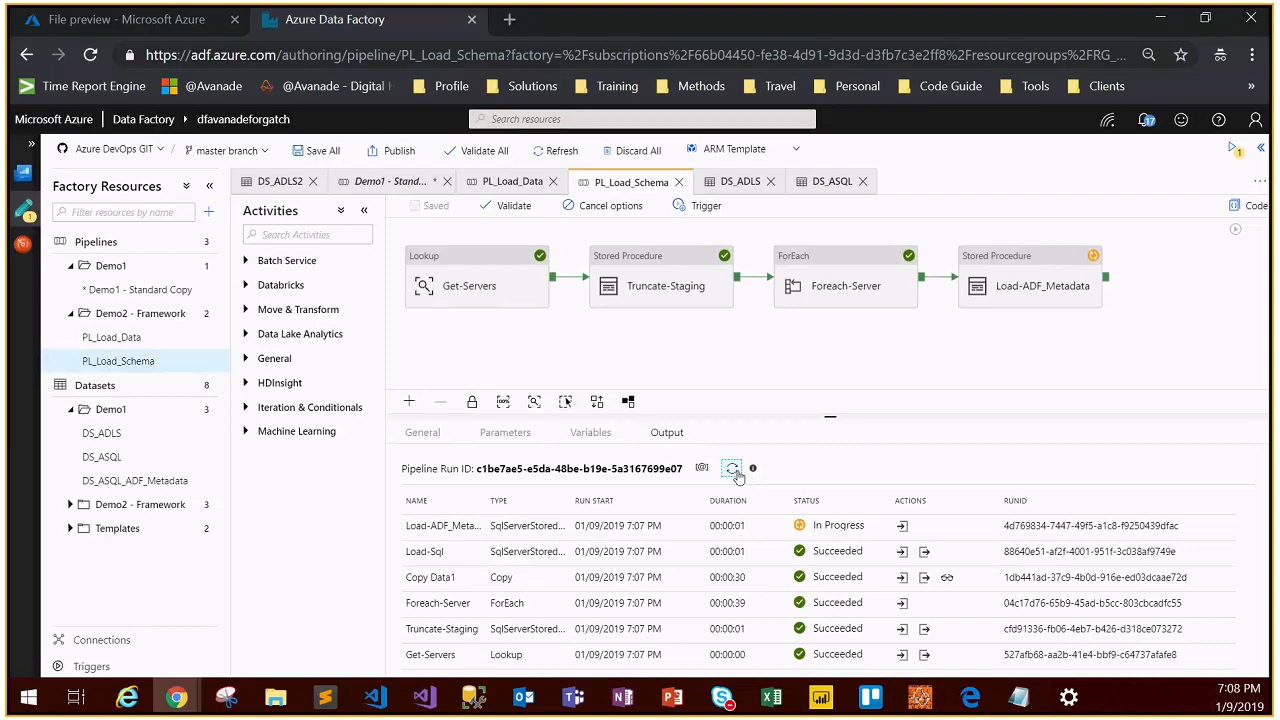 File preview - Microsoft Azure
Azure Data Factory
https://adf.azure.com/authoring/pipeline/PL_Load_Schema?factory=%2Fsubscriptions%2F66b04450-fe38-4d91-9d3d-d3fb7c3e2ff8%2Fresourcegroups%2FRG_...
Time Report Engine
@Avanade
@Avanade - Digital
Profile
Solutions
Training
Methods
Travel
Personal
Code Guide
Tools
Clients
»
Microsoft Azure
Data Factory
dfavanadeforgatch
Search resources
17
Azure DevOps GIT
master branch
Save All
Publish
Validate All
Refresh
Discard All
ARM Template
1
Factory Resources
Filter resources by name
Pipelines 3
Demo1 1
* Demo1 - Standard Copy
Demo2 - Framework 2
PL_Load_Data
PL_Load_Schema
Datasets 8
Demo1 3
DS_ADLS
DS_ASQL
DS_ASQL_ADF_Metadata
Demo2 - Framework 3
Templates 2
Connections
Triggers
1
Activities
Search Activities
Batch Service
Databricks
Move & Transform
Data Lake Analytics
General
HDInsight
Iteration & Conditionals
Machine Learning
DS_ADLS2
Demo1 - Stand... *
PL_Load_Data
PL_Load_Schema
DS_ADLS
DS_ASQL
Saved
Validate
Cancel options
Trigger
Code
Lookup
Get-Servers
Stored Procedure
Truncate-Staging
ForEach
Foreach-Server
Stored Procedure
Load-ADF_Metadata
General
Parameters
Variables
Output
Pipeline Run ID: c1be7ae5-e5da-48be-b19e-5a3167699e07
NAME TYPE RUN START DURATION STATUS ACTIONS RUNID
Load-ADF_Meta... SqlServerStored... 01/09/2019 7:07 PM 00:00:01 In Progress 4d769834-7447-49f5-a1c8-f9250439dfac
Load-Sql SqlServerStored... 01/09/2019 7:07 PM 00:00:01 Succeeded 88640e51-af2f-4001-951f-3c038af9749e
Copy Data1 Copy 01/09/2019 7:07 PM 00:00:30 Succeeded 1db441ad-37c9-4b0d-916e-ed03dcaae72d
Foreach-Server ForEach 01/09/2019 7:07 PM 00:00:39 Succeeded 04c17d76-65b9-45ad-b5cc-803cbcadfc55
Truncate-Staging SqlServerStored... 01/09/2019 7:07 PM 00:00:01 Succeeded cfd91336-fb06-4eb7-b426-d318ce073272
Get-Servers Lookup 01/09/2019 7:07 PM 00:00:00 Succeeded 527afb68-aa2b-41e4-bbf9-c64737afafe8
7:08 PM
1/9/2019